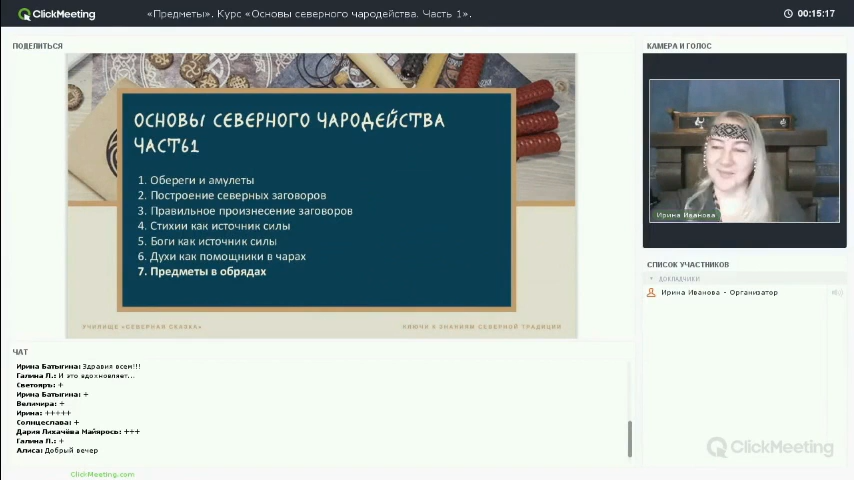 ClickMeeting
«Предметы». Курс «Основы северного чародейства. Часть 1».
00:15:17
ПОДЕЛИТЬСЯ
КАМЕРА И ГОЛОС
ОСНОВЫ СЕВЕРНОГО ЧАРОДЕЙСТВА
ЧАСТЬ1
1. Обереги и амулеты
2. Построение северных заговоров
3. Правильное произнесение заговоров
4. Стихии как источник силы
5. Боги как источник силы
6. Духи как помощники в чарах
7. Предметы в обрядах
УЧИЛИЩЕ «СЕВЕРНАЯ СКАЗКА»
КЛЮЧИ К ЗНАНИЯМ СЕВЕРНОЙ ТРАДИЦИИ
Ирина Иванова
СПИСОК УЧАСТНИКОВ
ДОКЛАДЧИКИ
Ирина Иванова - Организатор
ЧАТ
Ирина Батыгина: Здравия всем!!!
Галина Л.: И это вдохновляет...
Светояръ: +
Ирина Батыгина: +
Велимира: +
Ирина: +++++
Солнцеслава: +
Дария Лихачёва Майярось: +++
Галина Л.: +
Алиса: Добрый вечер
ClickMeeting
ClickMeeting.com